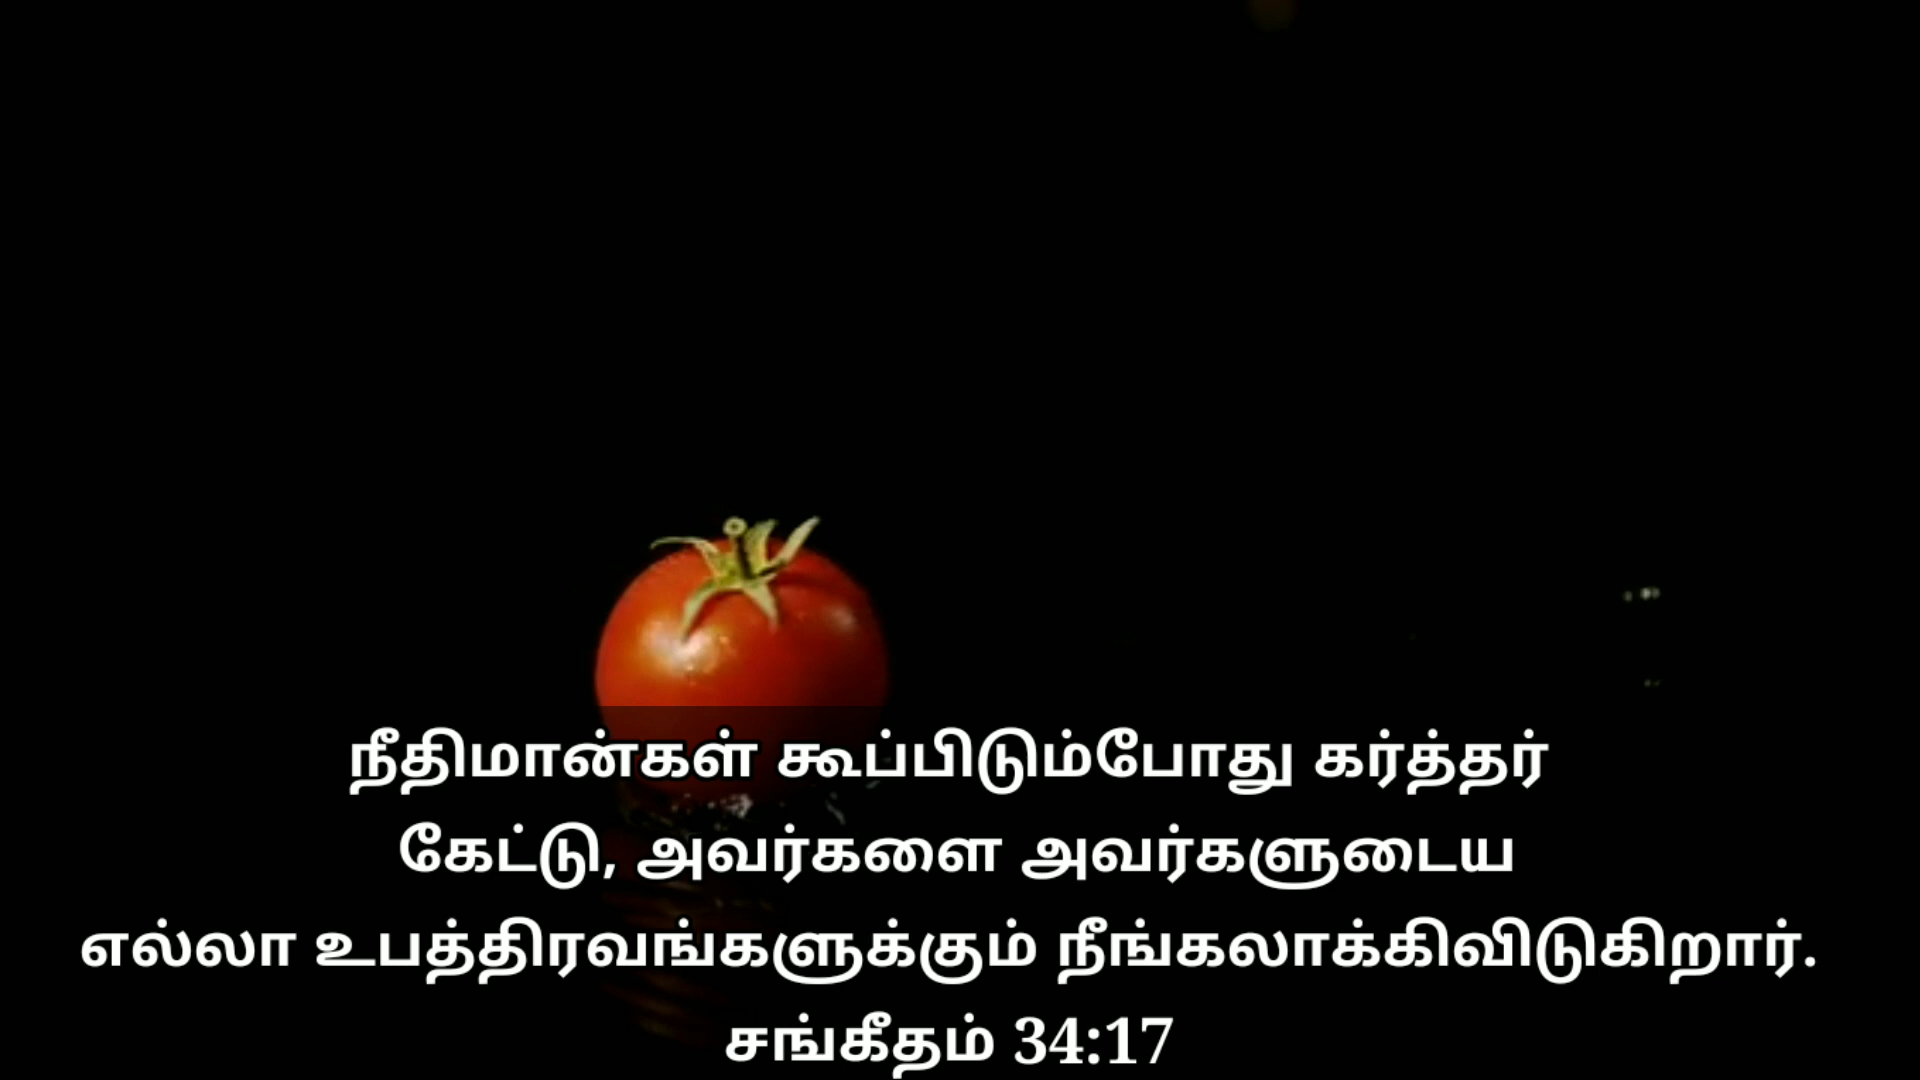 நீதிமான்கள் கூப்பிடும்போது கர்த்தர்
கேட்டு, அவர்களை அவர்களுடைய
எல்லா உபத்திரவங்களுக்கும் நீங்கலாக்கிவிடுகிறார்.
சங்கீதம் 34:17